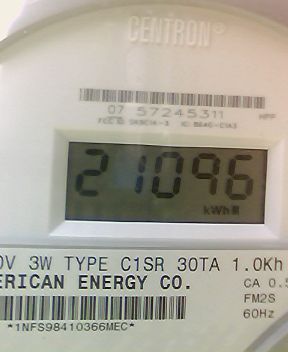 CENTRON®
07 57245311
HPF
21096
kWh
0V 3W TYPE C1SR 30TA 1.0Kh
ERICAN ENERGY CO.
CA 0.5
FM2S
60Hz
*1NFS98410366MEC*